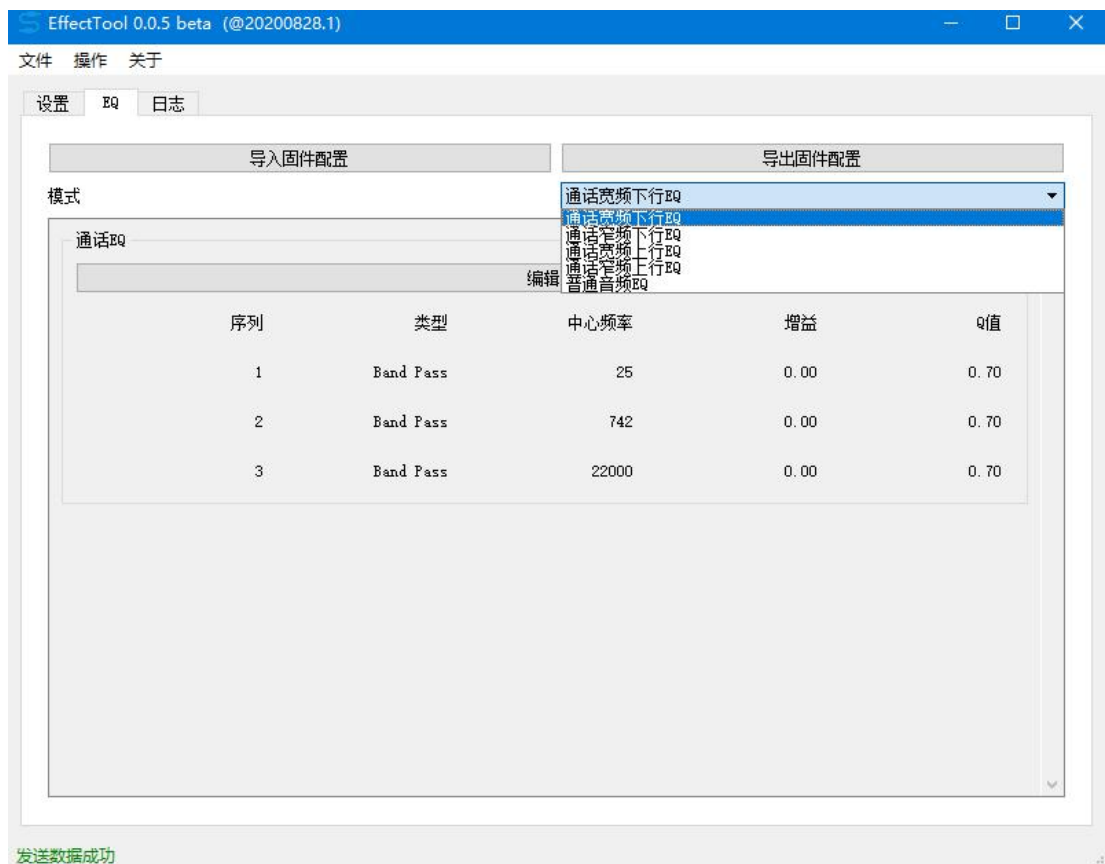 EffectTool 0.0.5 beta (@20200828.1)
文件 操作 关于
设置 EQ 日志
导入固件配置 导出固件配置
模式 通话宽频下行EQ
通话宽频下行EQ
通话窄频下行EQ
通话宽频上行EQ
通话窄频上行EQ
普通音频EQ
通话EQ
编辑
序列 类型 中心频率 增益 Q值
1 Band Pass 25 0.00 0.70
2 Band Pass 742 0.00 0.70
3 Band Pass 22000 0.00 0.70
发送数据成功